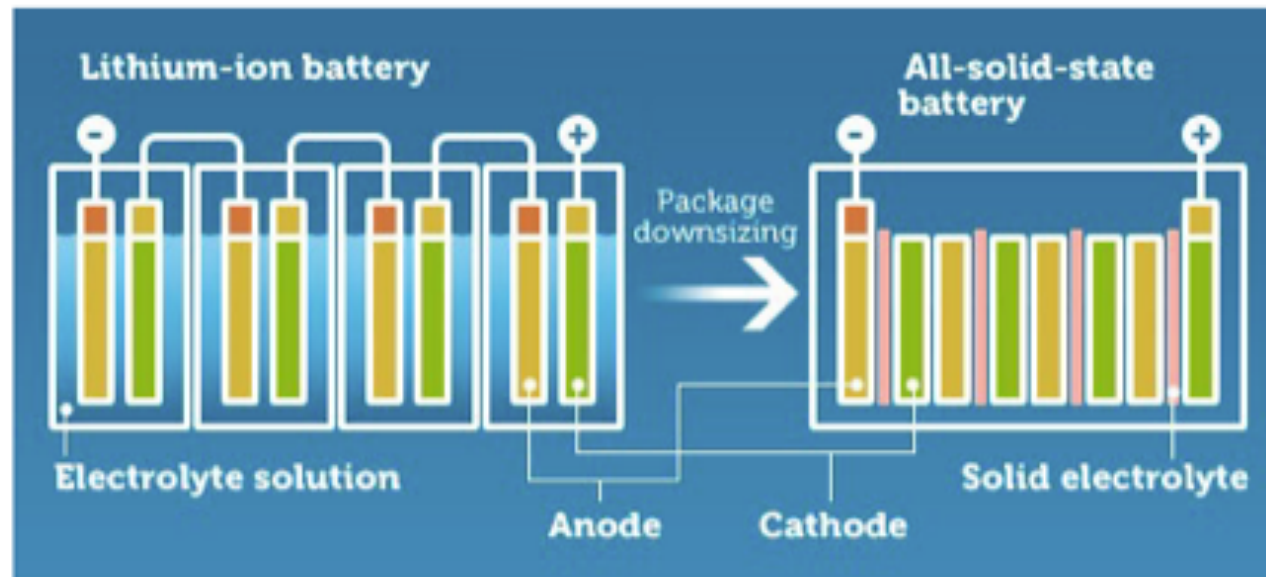 Lithium-ion battery
All-solid-state
battery
-
+
-
+
Package
downsizing
Electrolyte solution
Solid electrolyte
Anode
Cathode